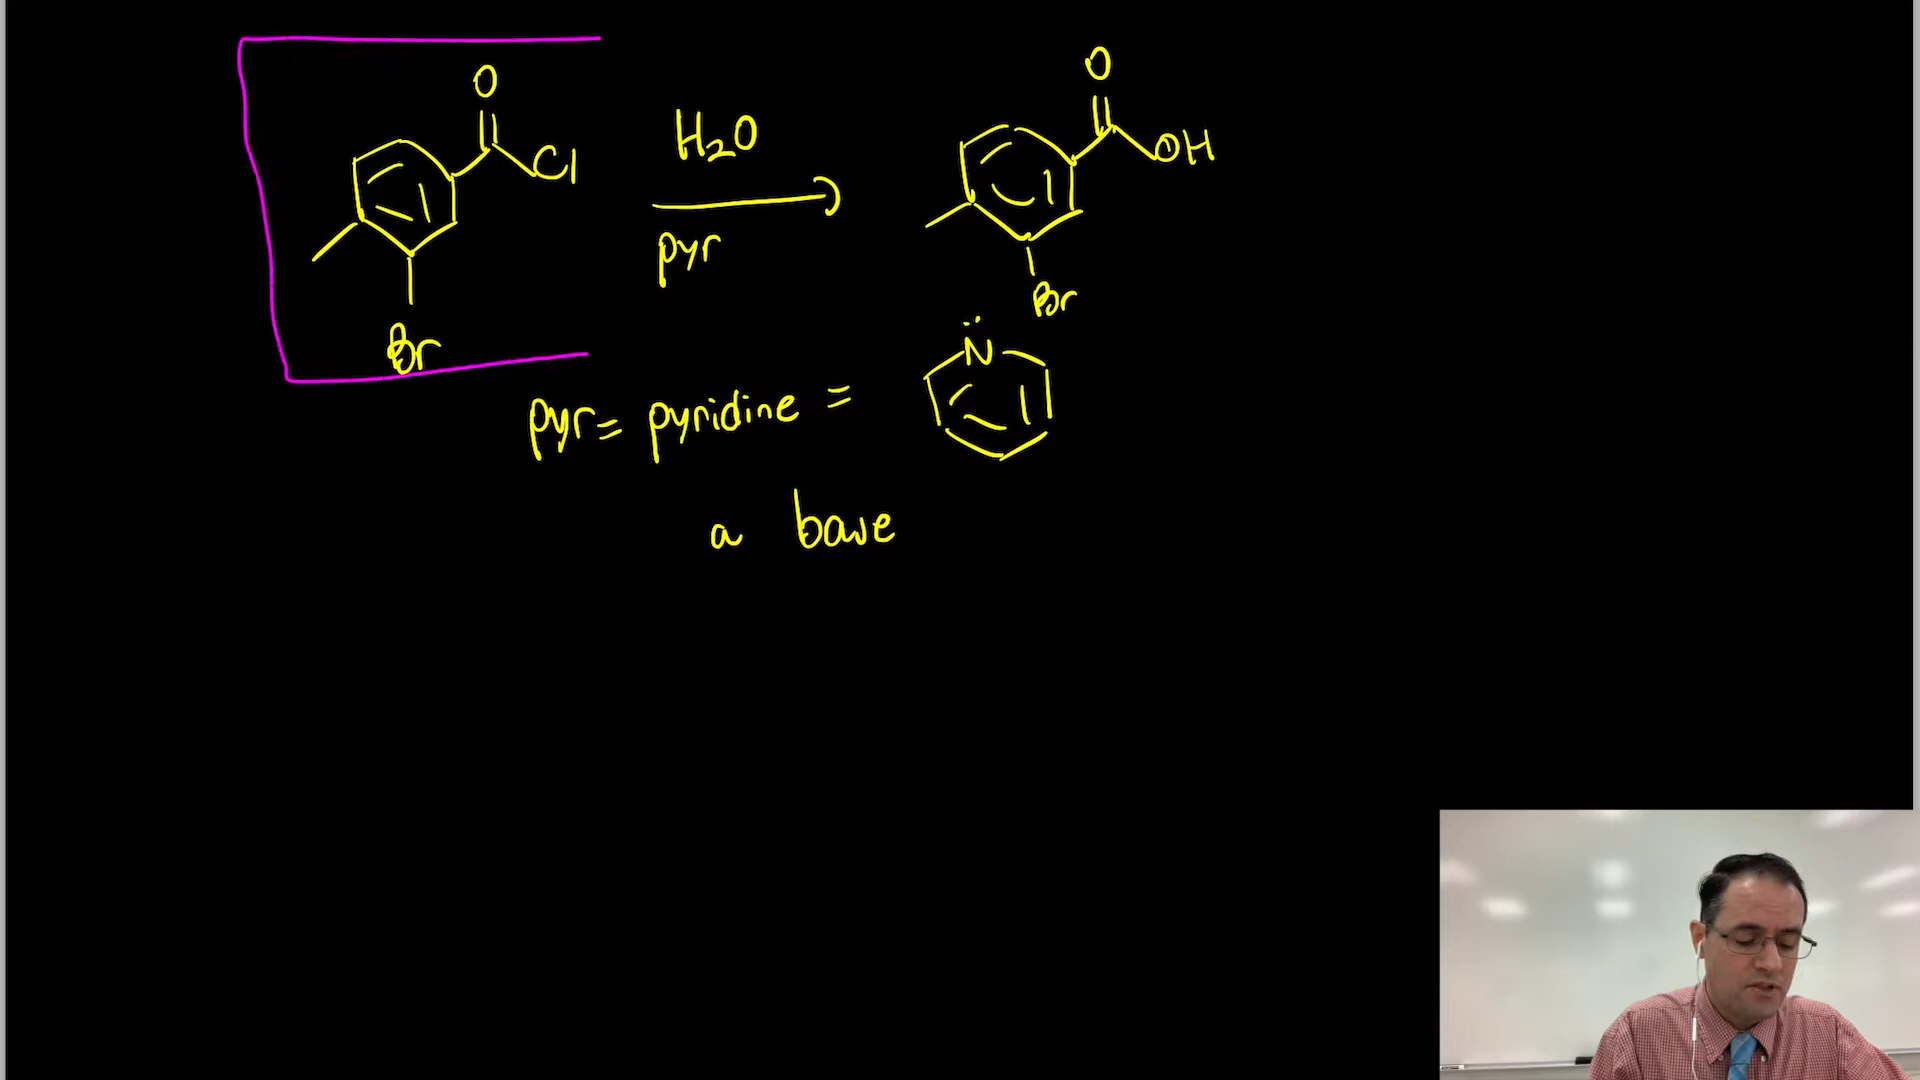 O
Cl
Br
H2O
pyr
O
OH
Br
pyr = pyridine =
N
a base